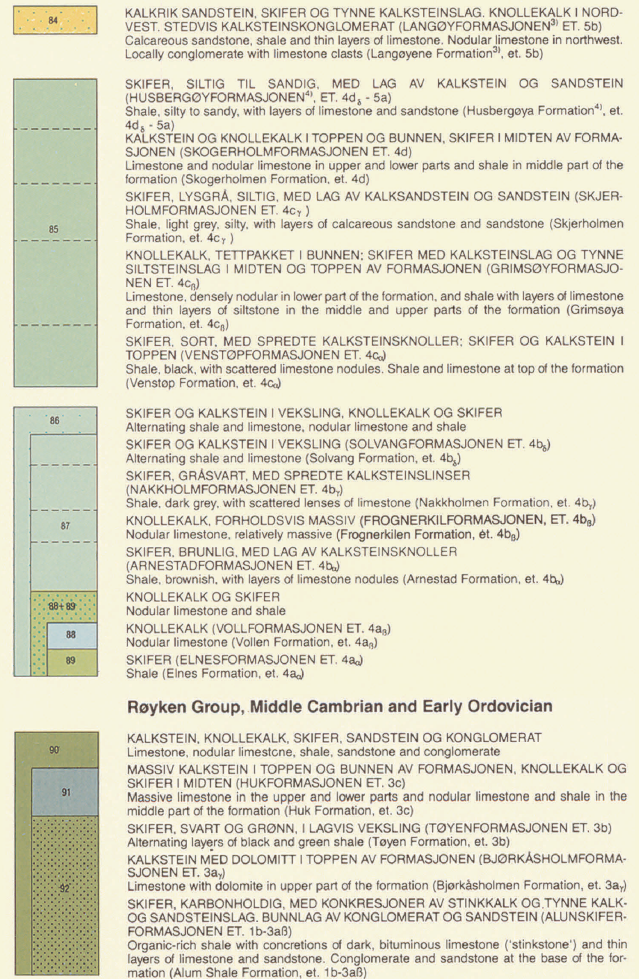 84
KALKRIK SANDSTEIN, SKIFER OG TYNNE KALKSTEINSLAG. KNOLLEKALK I NORD-
VEST. STEDVIS KALKSTEINSKONGLOMERAT (LANGØYFORMASJONEN³⁾ ET. 5b)
Calcareous sandstone, shale and thin layers of limestone. Nodular limestone in northwest.
Locally conglomerate with limestone clasts (Langøyene Formation³⁾, et. 5b)
SKIFER, SILTIG TIL SANDIG, MED LAG AV KALKSTEIN OG SANDSTEIN
(HUSBERGØYFORMASJONEN⁴⁾, ET. 4dδ - 5a)
Shale, silty to sandy, with layers of limestone and sandstone (Husbergøya Formation⁴⁾, et.
4dδ - 5a)
KALKSTEIN OG KNOLLEKALK I TOPPEN OG BUNNEN, SKIFER I MIDTEN AV FORMA-
SJONEN (SKOGERHOLMFORMASJONEN ET. 4d)
Limestone and nodular limestone in upper and lower parts and shale in middle part of the
formation (Skogerholmen Formation, et. 4d)
SKIFER, LYSGRÅ, SILTIG, MED LAG AV KALKSANDSTEIN OG SANDSTEIN (SKJER-
HOLMFORMASJONEN ET. 4cγ )
85
Shale, light grey, silty, with layers of calcareous sandstone and sandstone (Skjerholmen
Formation, et. 4cγ )
KNOLLEKALK, TETTPAKKET I BUNNEN; SKIFER MED KALKSTEINSLAG OG TYNNE
SILTSTEINSLAG I MIDTEN OG TOPPEN AV FORMASJONEN (GRIMSØYFORMASJO-
NEN ET. 4cβ)
Limestone, densely nodular in lower part of the formation, and shale with layers of limestone
and thin layers of siltstone in the middle and upper parts of the formation (Grimsøya
Formation, et. 4cβ)
SKIFER, SORT, MED SPREDTE KALKSTEINSKNOLLER; SKIFER OG KALKSTEIN I
TOPPEN (VENSTØPFORMASJONEN ET. 4cα)
Shale, black, with scattered limestone nodules. Shale and limestone at top of the formation
(Venstøp Formation, et. 4cα)
86
SKIFER OG KALKSTEIN I VEKSLING, KNOLLEKALK OG SKIFER
Alternating shale and limestone, nodular limestone and shale
SKIFER OG KALKSTEIN I VEKSLING (SOLVANGFORMASJONEN ET. 4bδ)
Alternating shale and limestone (Solvang Formation, et. 4bδ)
SKIFER, GRÅSVART, MED SPREDTE KALKSTEINSLINSER
(NAKKHOLMFORMASJONEN ET. 4bγ)
Shale, dark grey, with scattered lenses of limestone (Nakkholmen Formation, et. 4bγ)
87
KNOLLEKALK, FORHOLDSVIS MASSIV (FROGNERKILFORMASJONEN, ET. 4bβ)
Nodular limestone, relatively massive (Frognerkilen Formation, ét. 4bβ)
SKIFER, BRUNLIG, MED LAG AV KALKSTEINSKNOLLER
(ARNESTADFORMASJONEN ET. 4bα)
Shale, brownish, with layers of limestone nodules (Arnestad Formation, et. 4bα)
88+89
KNOLLEKALK OG SKIFER
Nodular limestone and shale
88
KNOLLEKALK (VOLLFORMASJONEN ET. 4aβ)
Nodular limestone (Vollen Formation, et. 4aβ)
89
SKIFER (ELNESFORMASJONEN ET. 4aα)
Shale (Elnes Formation, et. 4aα)
Røyken Group, Middle Cambrian and Early Ordovician
90
KALKSTEIN, KNOLLEKALK, SKIFER, SANDSTEIN OG KONGLOMERAT
Limestone, nodular limestone, shale, sandstone and conglomerate
91
MASSIV KALKSTEIN I TOPPEN OG BUNNEN AV FORMASJONEN, KNOLLEKALK OG
SKIFER I MIDTEN (HUKFORMASJONEN ET. 3c)
Massive limestone in the upper and lower parts and nodular limestone and shale in the
middle part of the formation (Huk Formation, et. 3c)
SKIFER, SVART OG GRØNN, I LAGVIS VEKSLING (TØYENFORMASJONEN ET. 3b)
Alternating layers of black and green shale (Tøyen Formation, et. 3b)
KALKSTEIN MED DOLOMITT I TOPPEN AV FORMASJONEN (BJØRKÅSHOLMFORMA-
SJONEN ET. 3aγ)
92
Limestone with dolomite in upper part of the formation (Bjørkåsholmen Formation, et. 3aγ)
SKIFER, KARBONHOLDIG, MED KONKRESJONER AV STINKKALK OG TYNNE KALK-
OG SANDSTEINSLAG. BUNNLAG AV KONGLOMERAT OG SANDSTEIN (ALUNSKIFER-
FORMASJONEN ET. 1b-3aß)
Organic-rich shale with concretions of dark, bituminous limestone ('stinkstone') and thin
layers of limestone and sandstone. Conglomerate and sandstone at the base of the for-
mation (Alum Shale Formation, et. 1b-3aß)